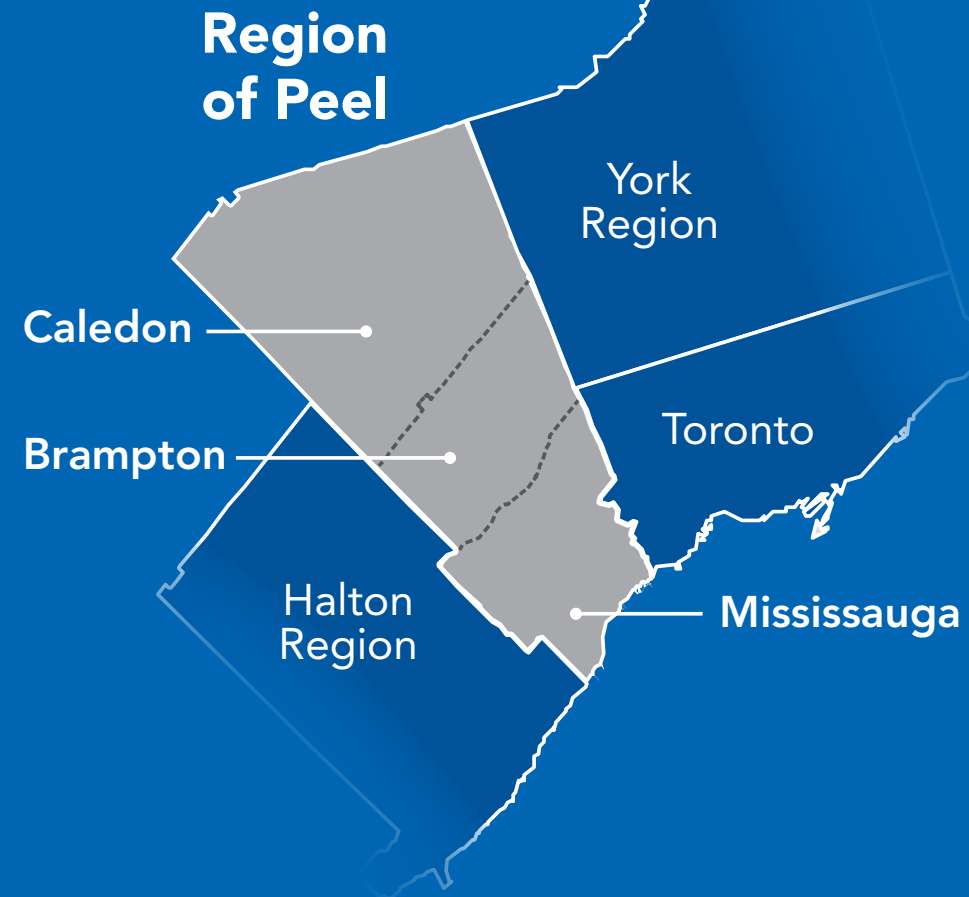 Region
of Peel
York
Region
Caledon
Toronto
Brampton
Halton
Region
Mississauga